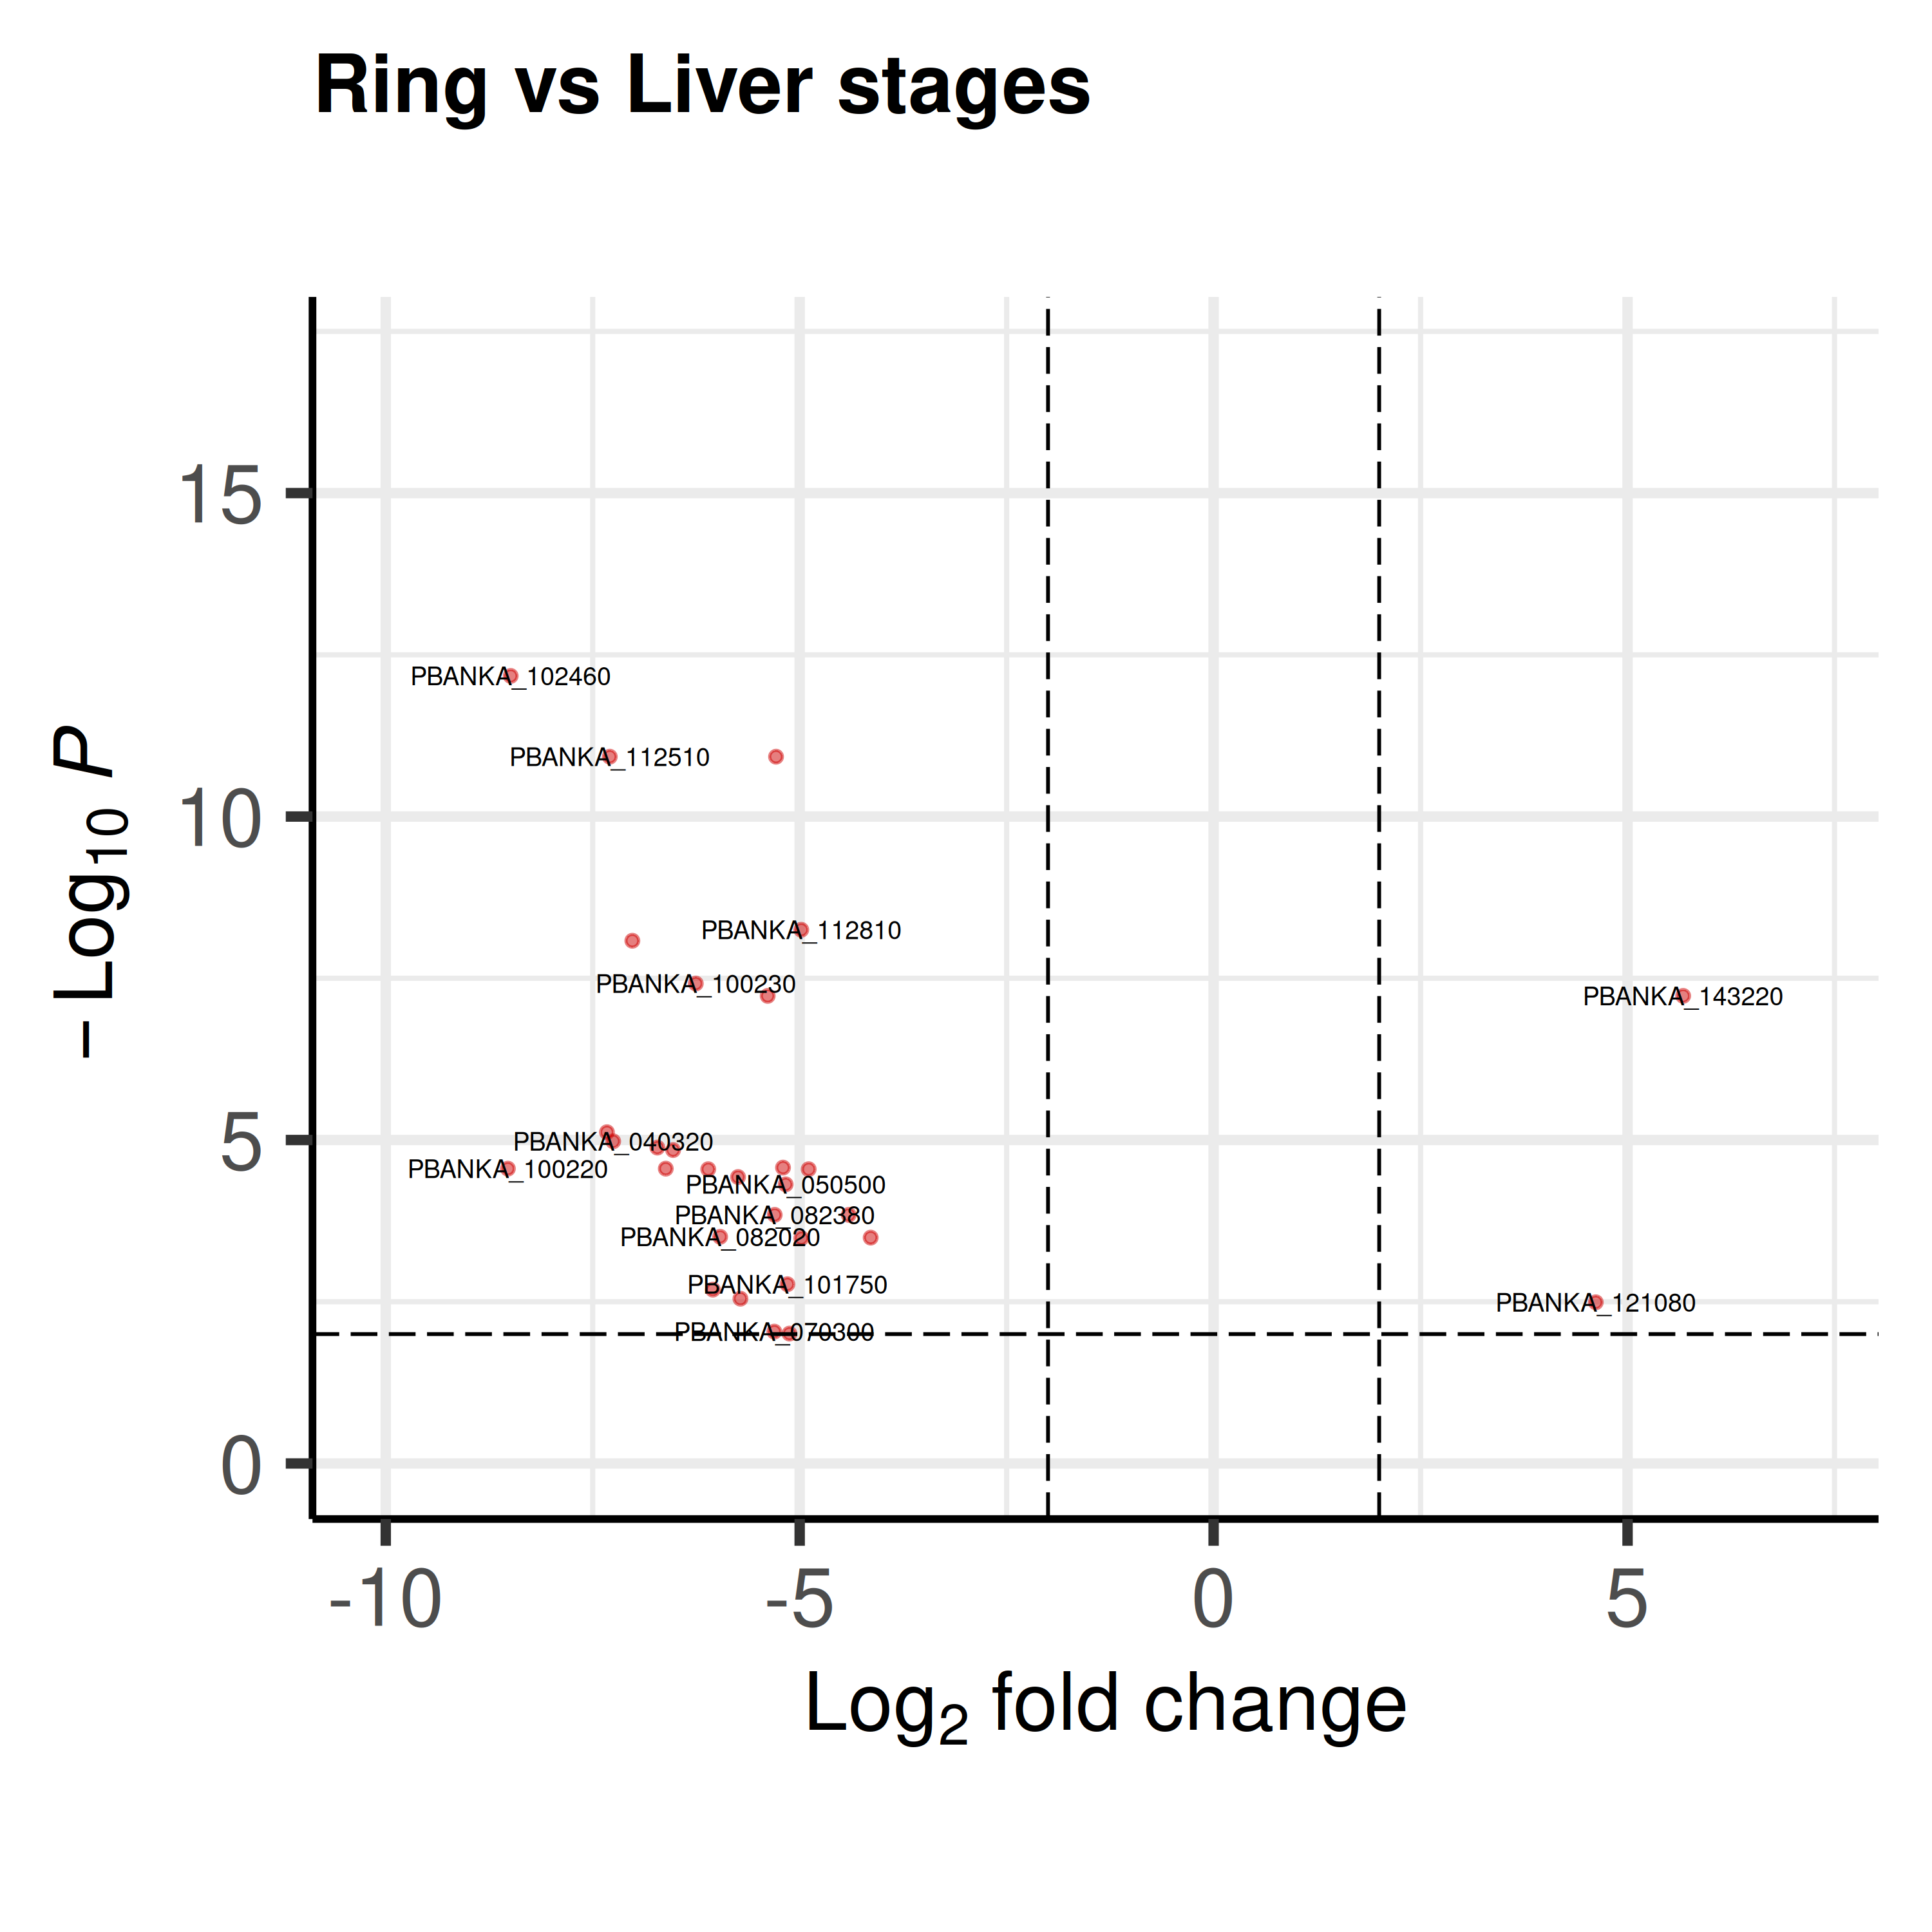 Ring vs Liver stages
– Log10 P
15
10
5
0
PBANKA_102460
PBANKA_112510
PBANKA_112810
PBANKA_100230
PBANKA_143220
PBANKA_040320
PBANKA_100220
PBANKA_050500
PBANKA_082380
PBANKA_082020
PBANKA_101750
PBANKA_121080
PBANKA_070300
-10
-5
0
5
Log2 fold change